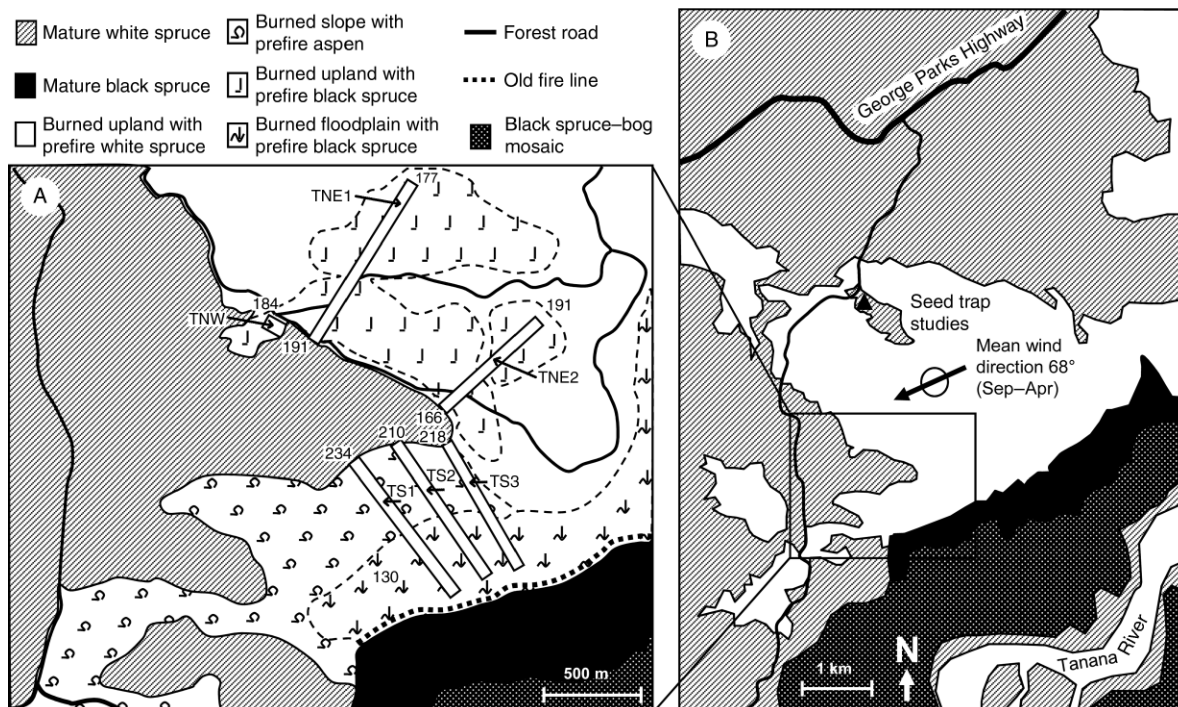 Mature white spruce
Mature black spruce
Burned upland with
prefire white spruce
Burned slope with
prefire aspen
Burned upland with
prefire black spruce
Burned floodplain with
prefire black spruce
Forest road
Old fire line
Black spruce–bog
mosaic
A
177
TNE1
184
TNW
191
191
TNE2
166
210
218
234
TS1
TS2
TS3
130
500 m
B
George Parks Highway
Seed trap
studies
Mean wind
direction 68°
(Sep–Apr)
N
1 km
Tanana River